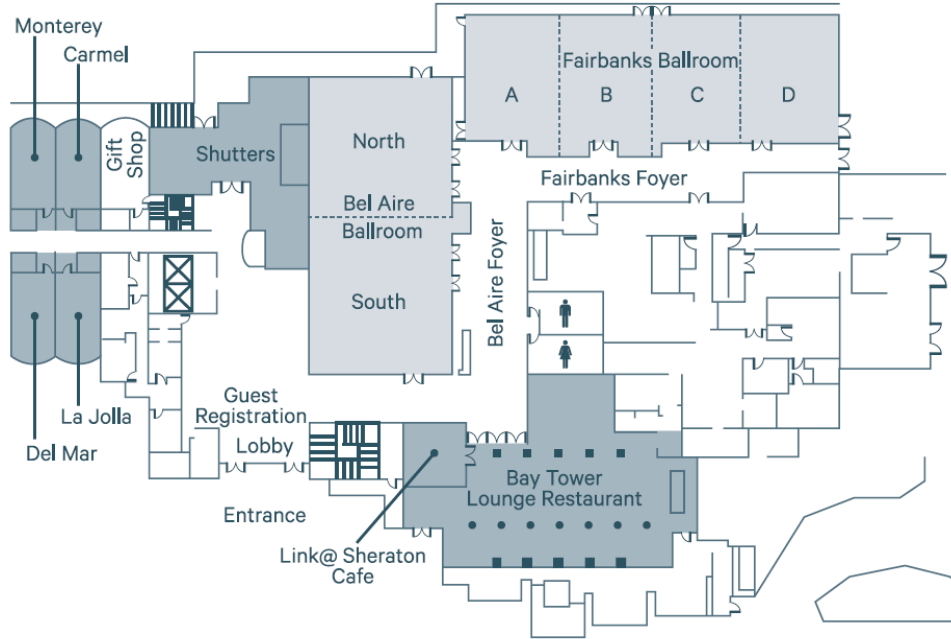 Monterey
Carmel
Gift
Shop
Shutters
North
Bel Aire
Ballroom
South
Fairbanks Ballroom
A
B
C
D
Fairbanks Foyer
Bel Aire Foyer
La Jolla
Del Mar
Guest
Registration
Lobby
Entrance
Link@ Sheraton
Cafe
Bay Tower
Lounge Restaurant